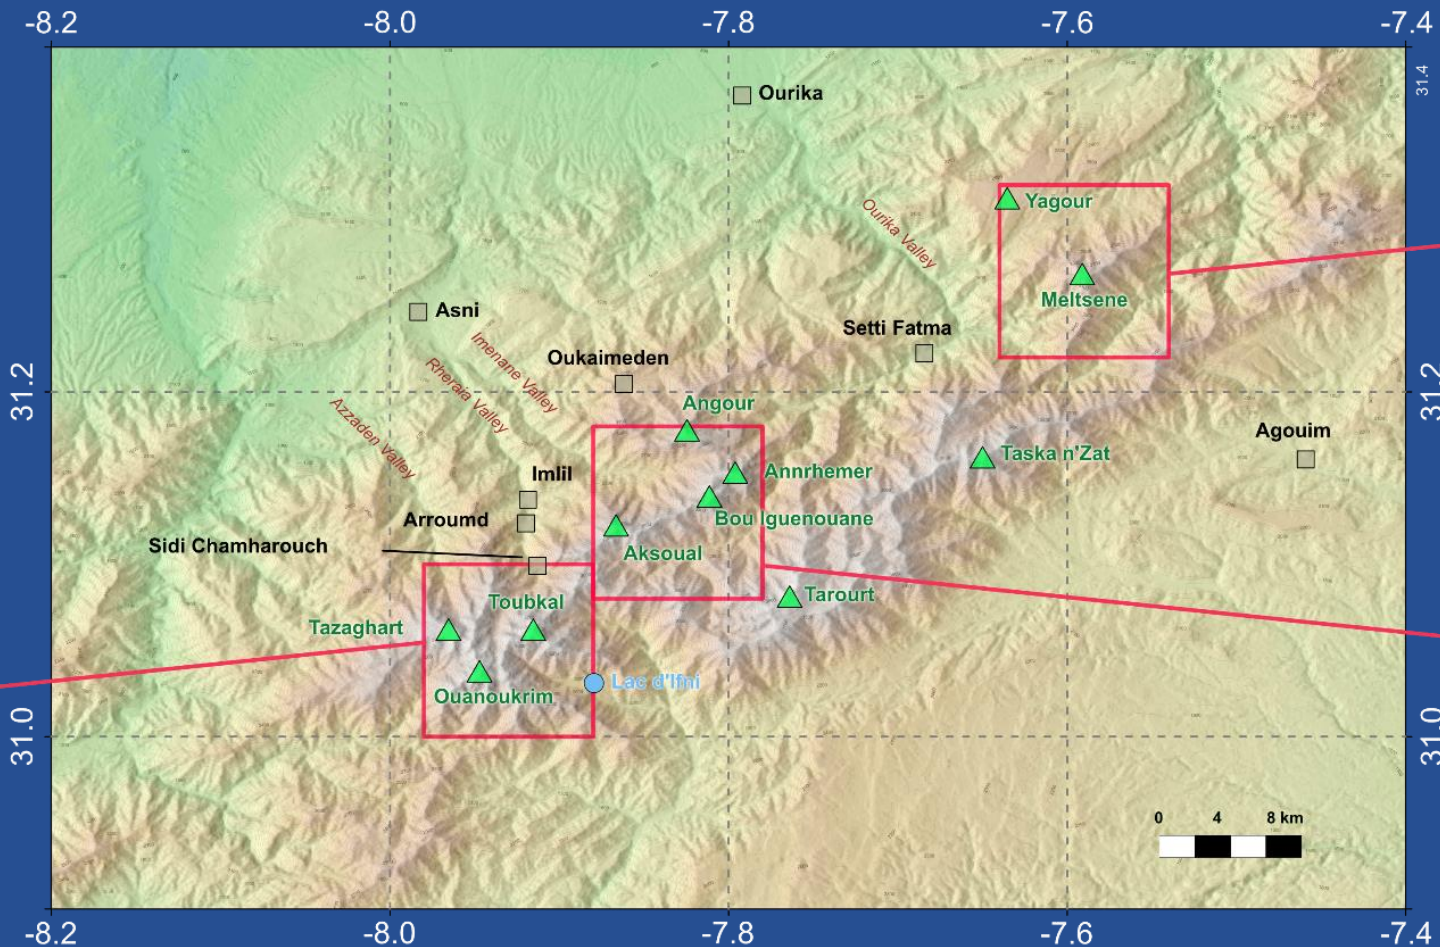 -8.2 -8.0 -7.8 -7.6 -7.4
31.4
Ourika
Yagour
Ourika Valley
Meltsene
Asni
Setti Fatma
Imenane Valley
Oukaimeden
Rheraia Valley
31.2 31.2
Azzaden Valley
Angour
Agouim
Taska n'Zat
Imlil
Annrhemer
Arroumd
Bou Iguenouane
Sidi Chamharouch
Aksoual
Toubkal
Tarourt
Tazaghart
Lac d'Ifni
Ouanoukrim
31.0 31.0
0 4 8 km
-8.2 -8.0 -7.8 -7.6 -7.4